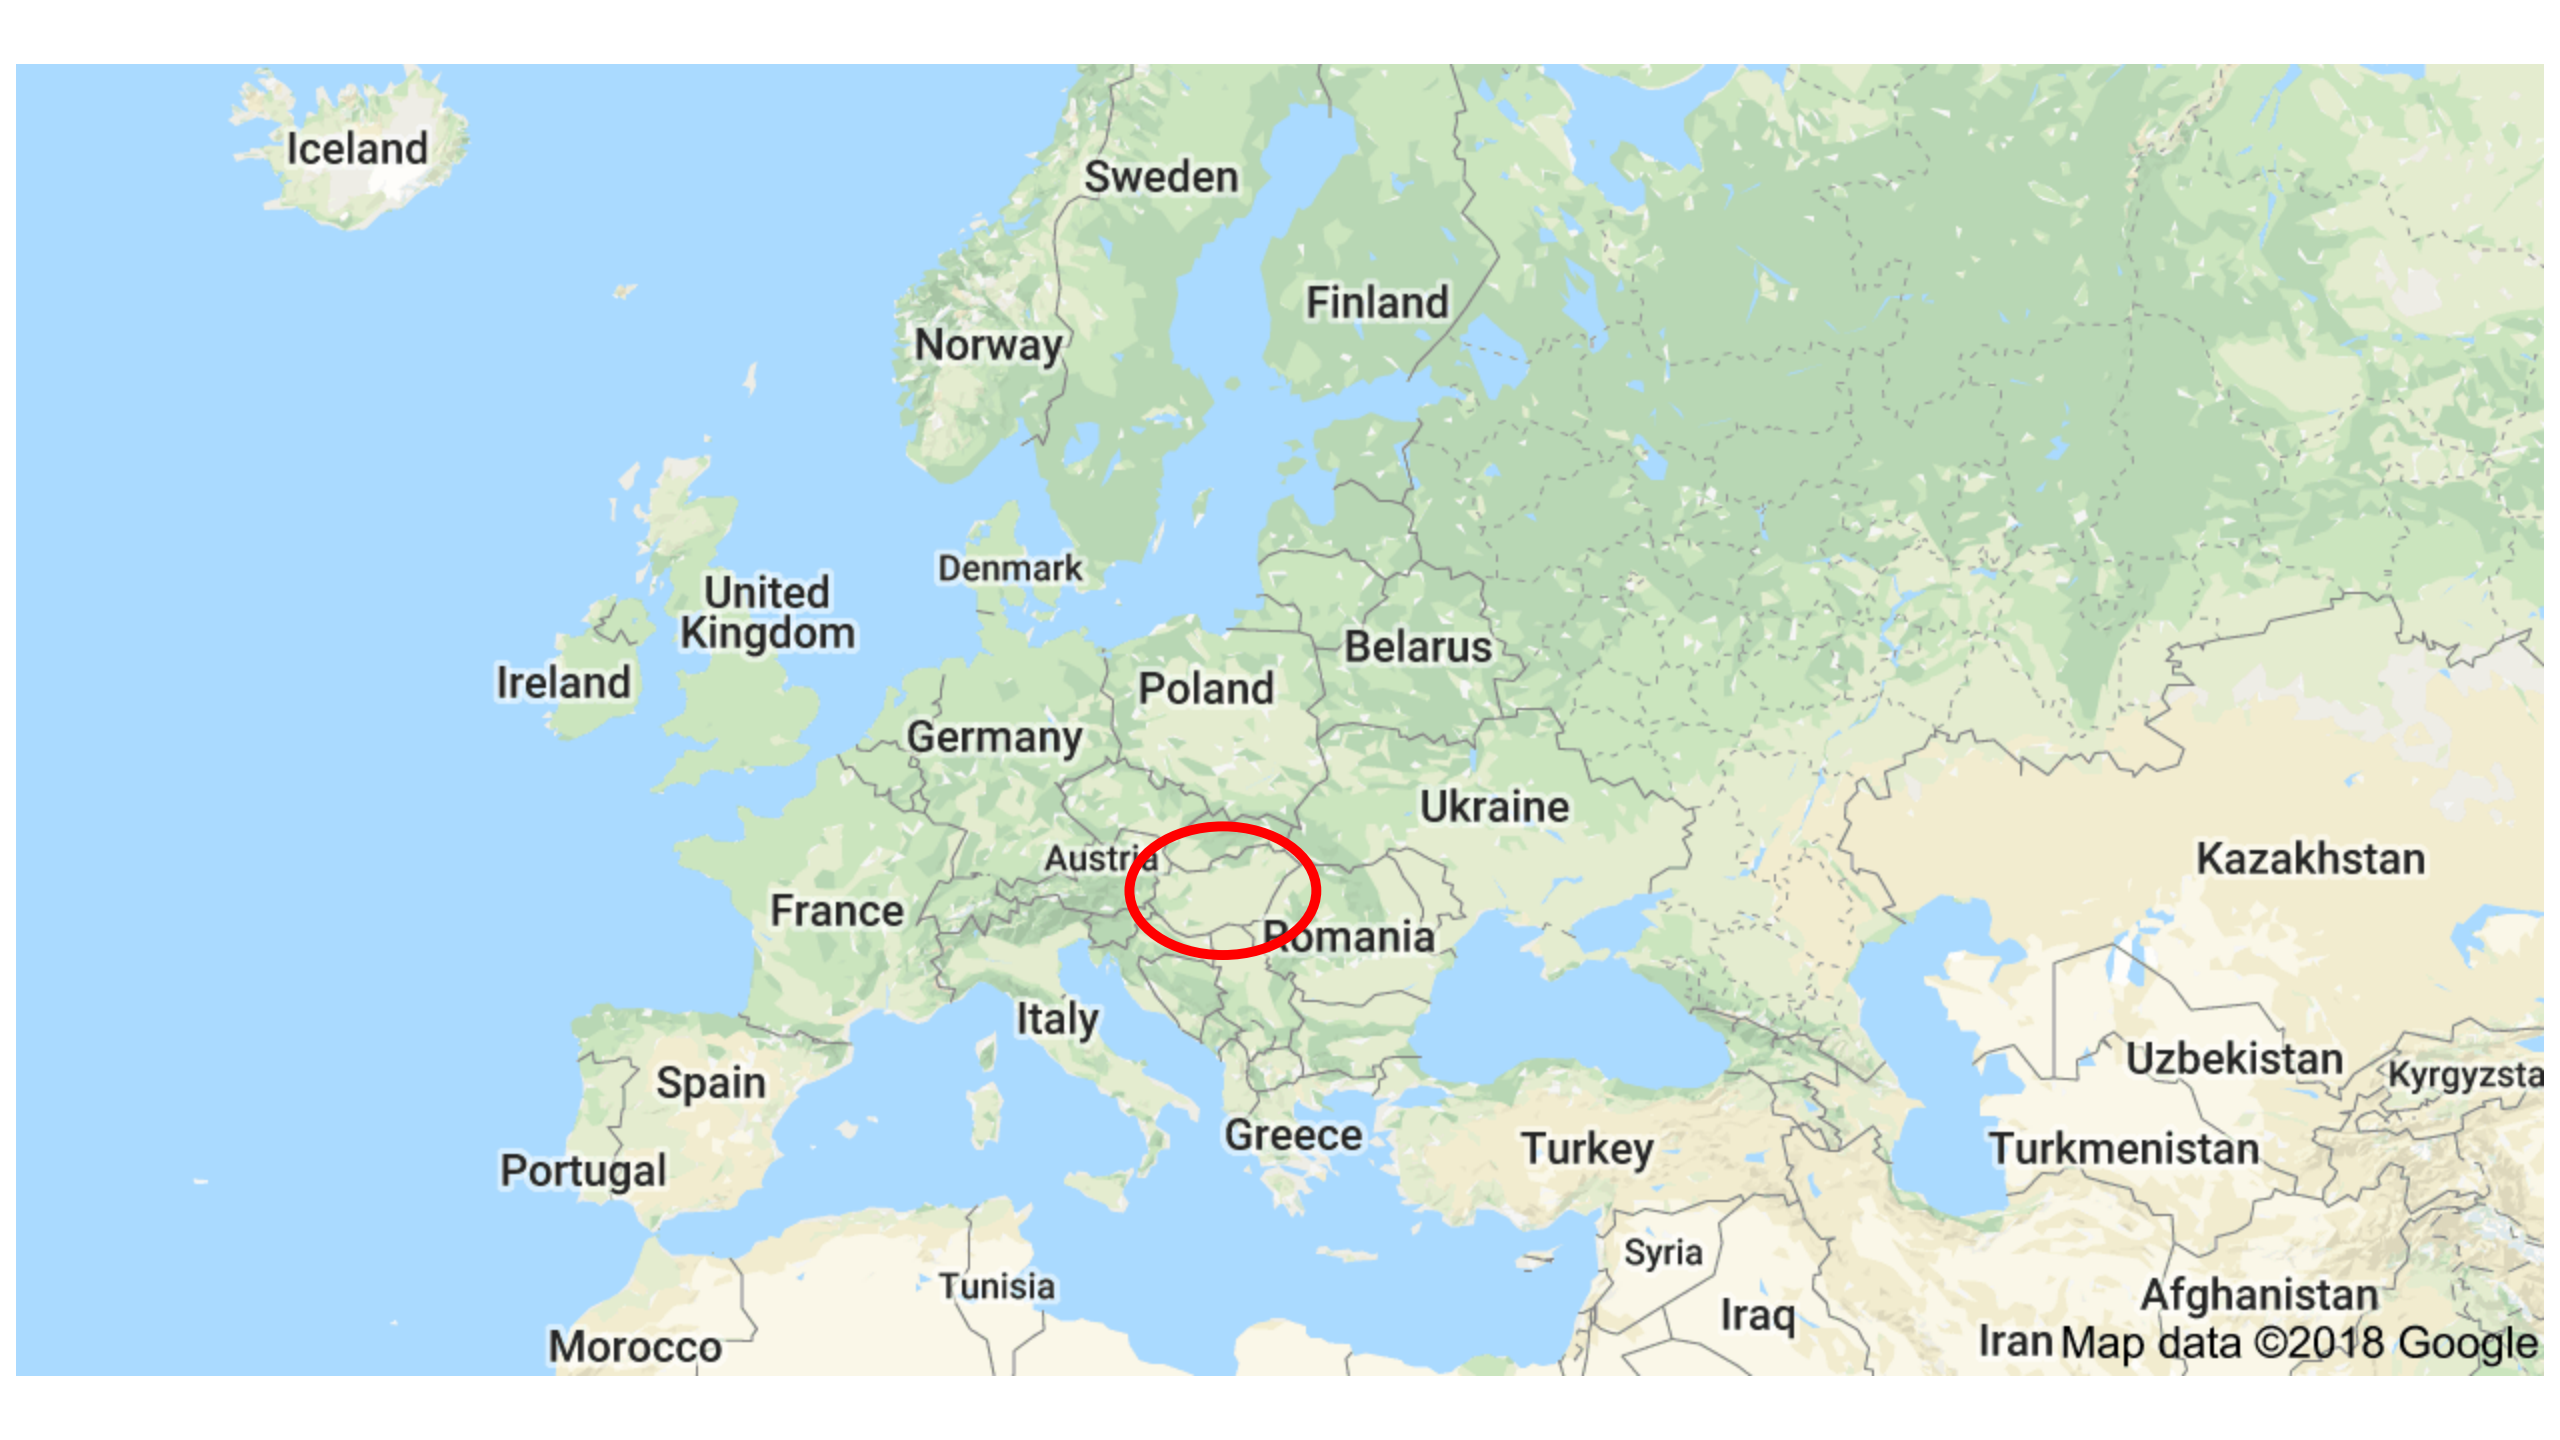 Iceland
Sweden
Finland
Norway
Denmark
United
Kingdom
Belarus
Ireland
Poland
Germany
Ukraine
Austria
Kazakhstan
France
Romania
Italy
Uzbekistan
Kyrgyzsta
Spain
Greece
Turkey
Turkmenistan
Portugal
Syria
Tunisia
Afghanistan
Iraq
Iran
Map data ©2018 Google
Morocco